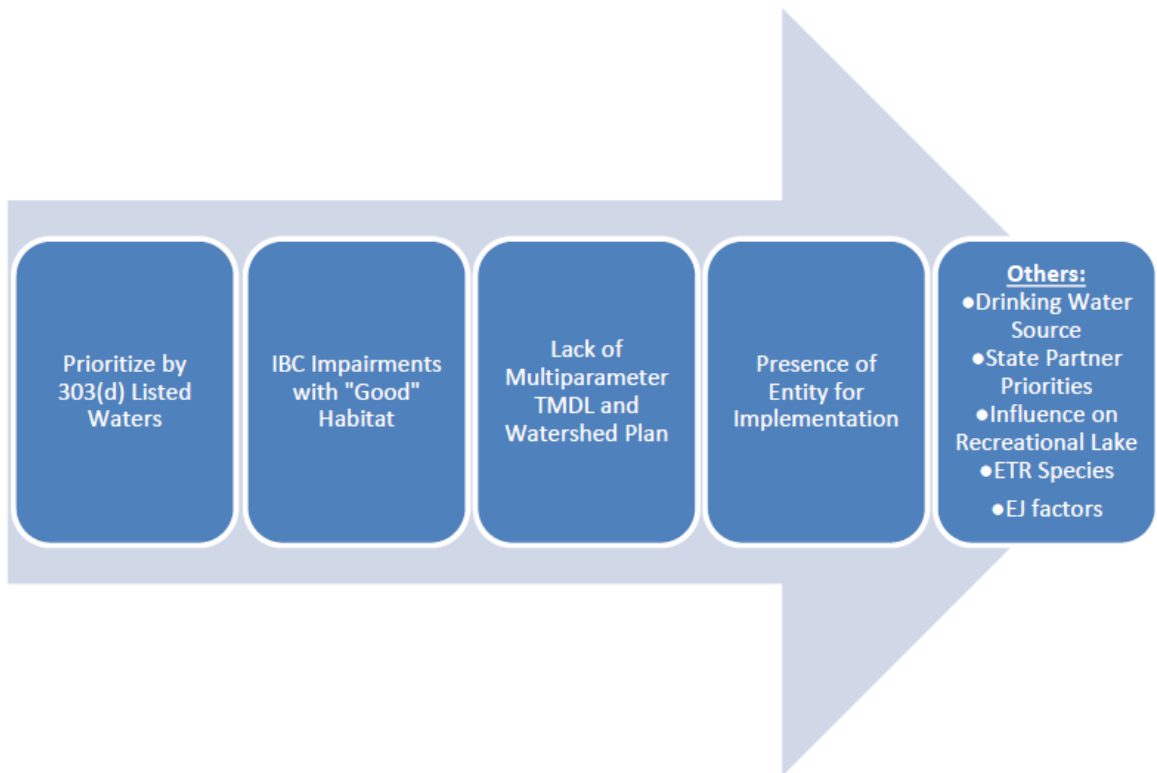 Prioritize by
303(d) Listed
Waters
IBC Impairments
with "Good"
Habitat
Lack of
Multiparameter
TMDL and
Watershed Plan
Presence of
Entity for
Implementation
Others:
●Drinking Water
Source
●State Partner
Priorities
●Influence on
Recreational Lake
●ETR Species
●EJ factors